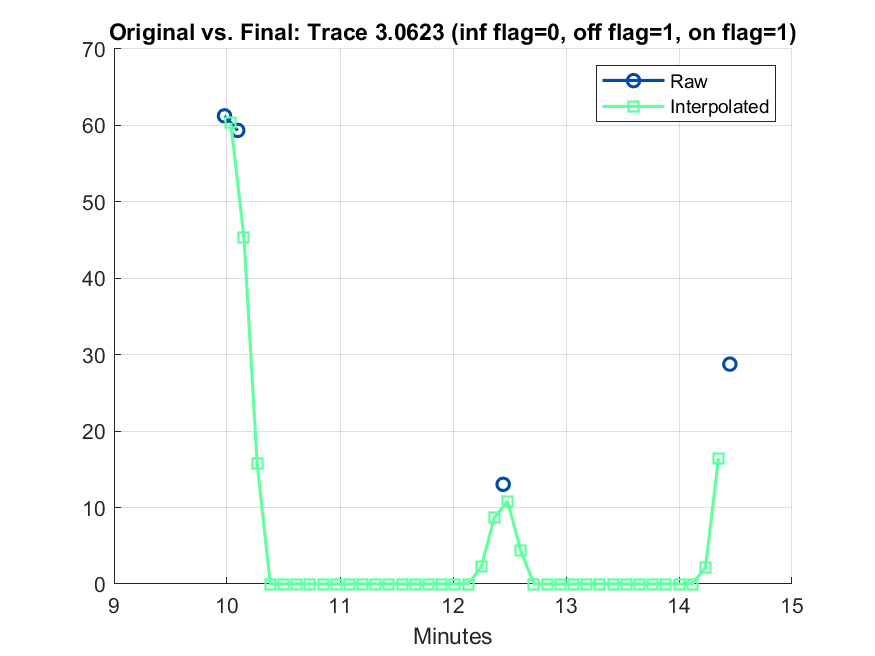 Original vs. Final: Trace 3.0623 (inf flag=0, off flag=1, on flag=1)
70
60
50
40
30
20
10
0
Raw
Interpolated
9 10 11 12 13 14 15
Minutes